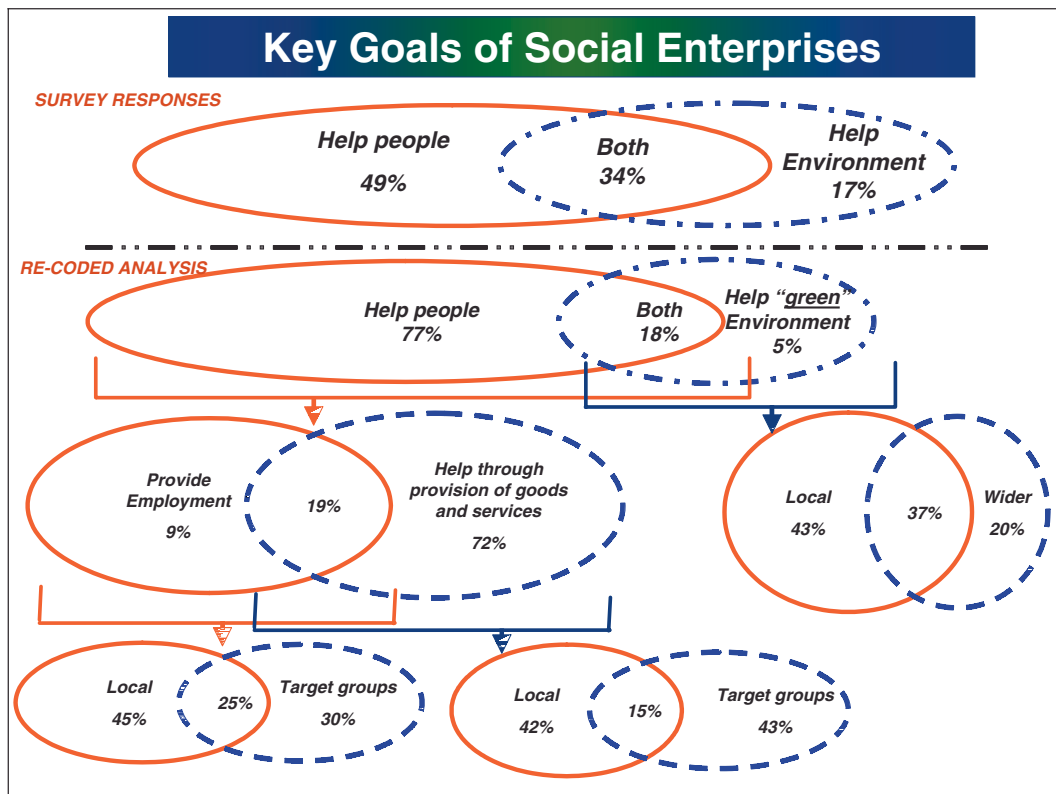 Key Goals of Social Enterprises
SURVEY RESPONSES
Help people
49%
Both
34%
Help
Environment
17%
RE-CODED ANALYSIS
Help people
77%
Both
18%
Help “green”
Environment
5%
Provide
Employment
9%
19%
Help through
provision of goods
and services
72%
Local
43%
37%
Wider
20%
Local
45%
25%
Target groups
30%
Local
42%
15%
Target groups
43%